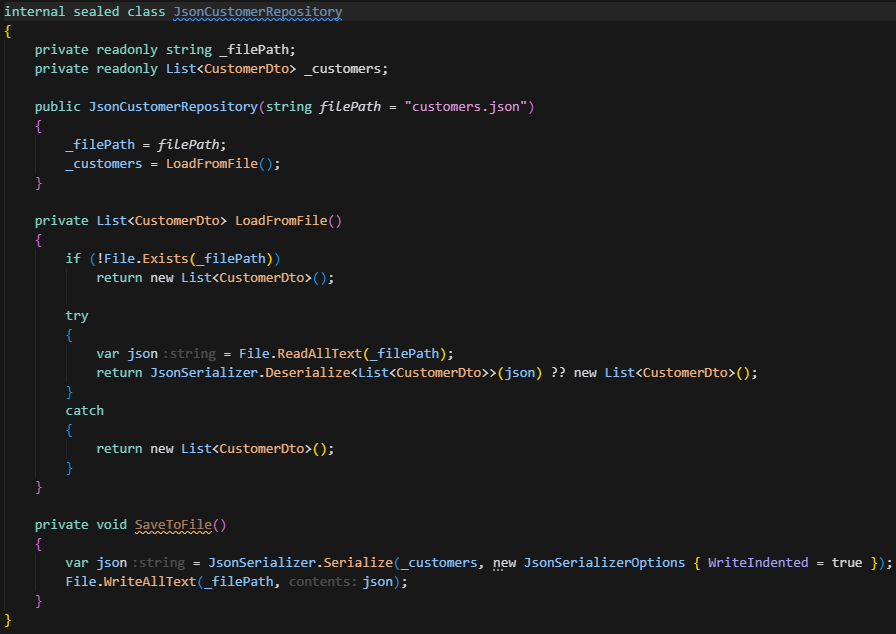 internal sealed class JsonCustomerRepository
{
    private readonly string _filePath;
    private readonly List<CustomerDto> _customers;

    public JsonCustomerRepository(string filePath = "customers.json")
    {
        _filePath = filePath;
        _customers = LoadFromFile();
    }

    private List<CustomerDto> LoadFromFile()
    {
        if (!File.Exists(_filePath))
            return new List<CustomerDto>();

        try
        {
            var json :string = File.ReadAllText(_filePath);
            return JsonSerializer.Deserialize<List<CustomerDto>>(json) ?? new List<CustomerDto>();
        }
        catch
        {
            return new List<CustomerDto>();
        }
    }

    private void SaveToFile()
    {
        var json :string = JsonSerializer.Serialize(_customers, new JsonSerializerOptions { WriteIndented = true });
        File.WriteAllText(_filePath, contents: json);
    }
}